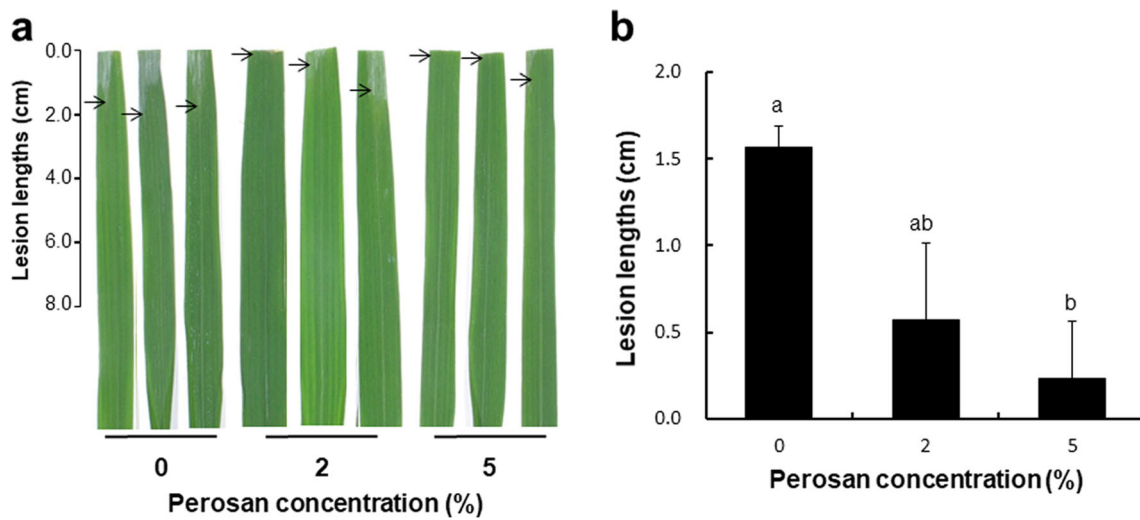 a
Lesion lengths (cm)
0.0
2.0
4.0
6.0
8.0
0
2
5
Perosan concentration (%)
b
Lesion lengths (cm)
2.0
1.5
1.0
0.5
0.0
a
ab
b
0
2
5
Perosan concentration (%)